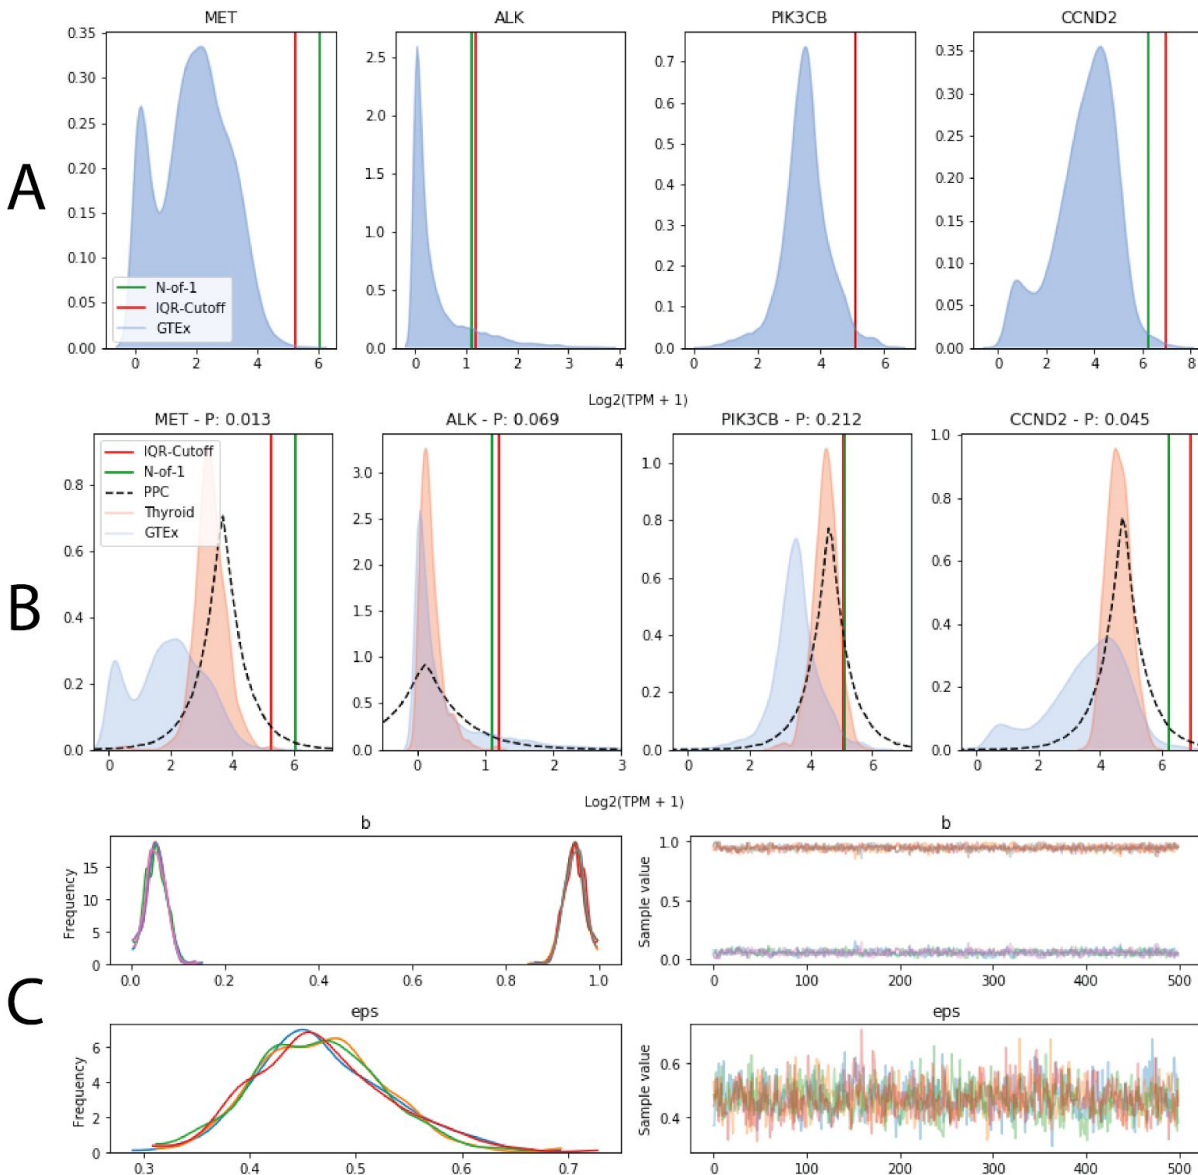 A
MET
ALK
PIK3CB
CCND2
0.35
0.30
0.25
0.20
0.15
0.10
0.05
0.00
N-of-1
IQR-Cutoff
GTEx
0 2 4 6
2.5
2.0
1.5
1.0
0.5
0.0
0 1 2 3 4
0.7
0.6
0.5
0.4
0.3
0.2
0.1
0.0
0 2 4 6
0.35
0.30
0.25
0.20
0.15
0.10
0.05
0.00
0 2 4 6 8
Log2(TPM + 1)
B
MET - P: 0.013
ALK - P: 0.069
PIK3CB - P: 0.212
CCND2 - P: 0.045
0.8
0.6
0.4
0.2
0.0
IQR-Cutoff
N-of-1
PPC
Thyroid
GTEx
0 2 4 6
3.0
2.5
2.0
1.5
1.0
0.5
0.0
0 1 2 3
1.0
0.8
0.6
0.4
0.2
0.0
0 2 4 6
1.0
0.8
0.6
0.4
0.2
0.0
0 2 4 6
Log2(TPM + 1)
C
b
Frequency
15
10
5
0
0.0 0.2 0.4 0.6 0.8 1.0
b
Sample value
1.0
0.5
0.0
0 100 200 300 400 500
eps
Frequency
6
4
2
0
0.3 0.4 0.5 0.6 0.7
eps
Sample value
0.6
0.4
0 100 200 300 400 500